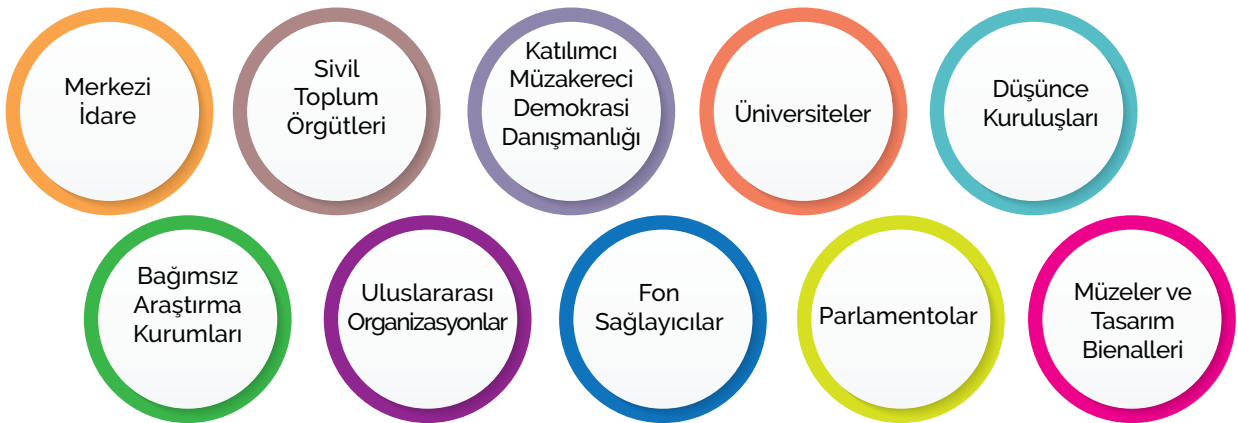 Merkezi
İdare
Sivil
Toplum
Örgütleri
Katılımcı
Müzakereci
Demokrasi
Danışmanlığı
Üniversiteler
Düşünce
Kuruluşları
Bağımsız
Araştırma
Kurumları
Uluslararası
Organizasyonlar
Fon
Sağlayıcılar
Parlamentolar
Müzeler ve
Tasarım
Bienalleri